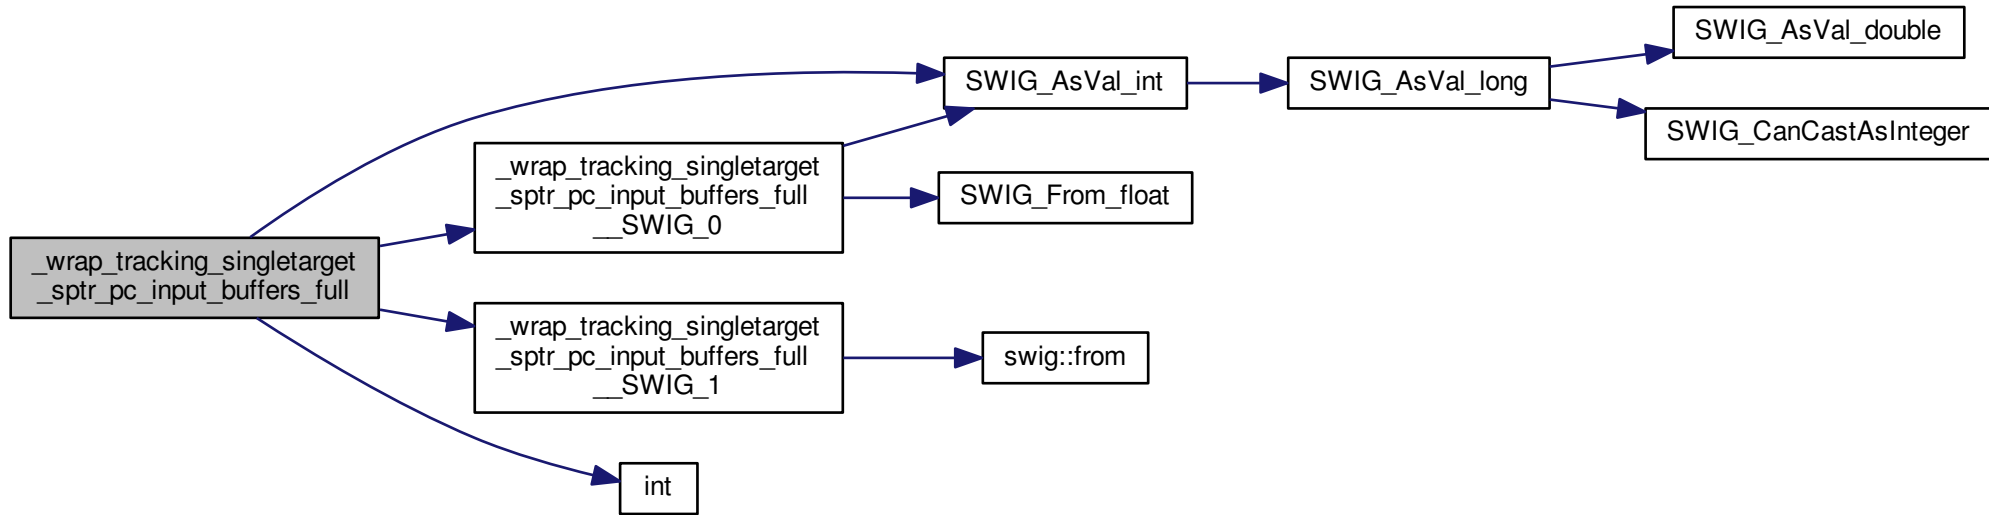 _wrap_tracking_singletarget
_sptr_pc_input_buffers_full
_wrap_tracking_singletarget
_sptr_pc_input_buffers_full
__SWIG_0
_wrap_tracking_singletarget
_sptr_pc_input_buffers_full
__SWIG_1
int
SWIG_AsVal_int
SWIG_From_float
swig::from
SWIG_AsVal_long
SWIG_AsVal_double
SWIG_CanCastAsInteger